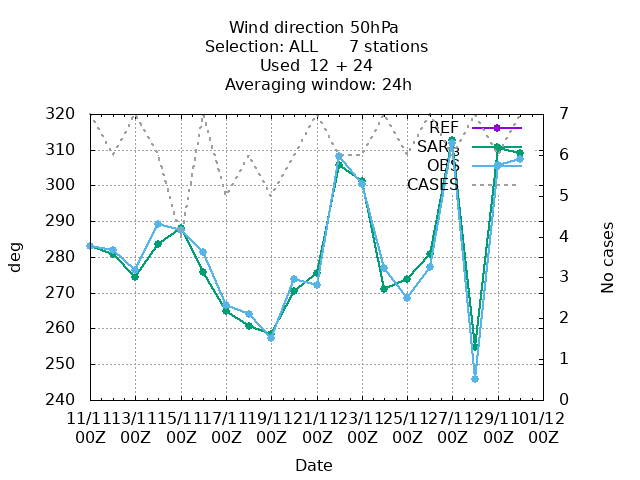 Wind direction 50hPa
Selection: ALL      7 stations
Used  12 + 24
Averaging window: 24h
320 7
310 6
300 5
290 4
280 3
270 2
260 1
250 0
240
REF
OBS
CASES
deg
No cases
11/11 13/11 15/11 17/11 19/11 21/11 23/11 25/11 27/11 29/11 01/12
00Z 00Z 00Z 00Z 00Z 00Z 00Z 00Z 00Z 00Z 00Z
Date